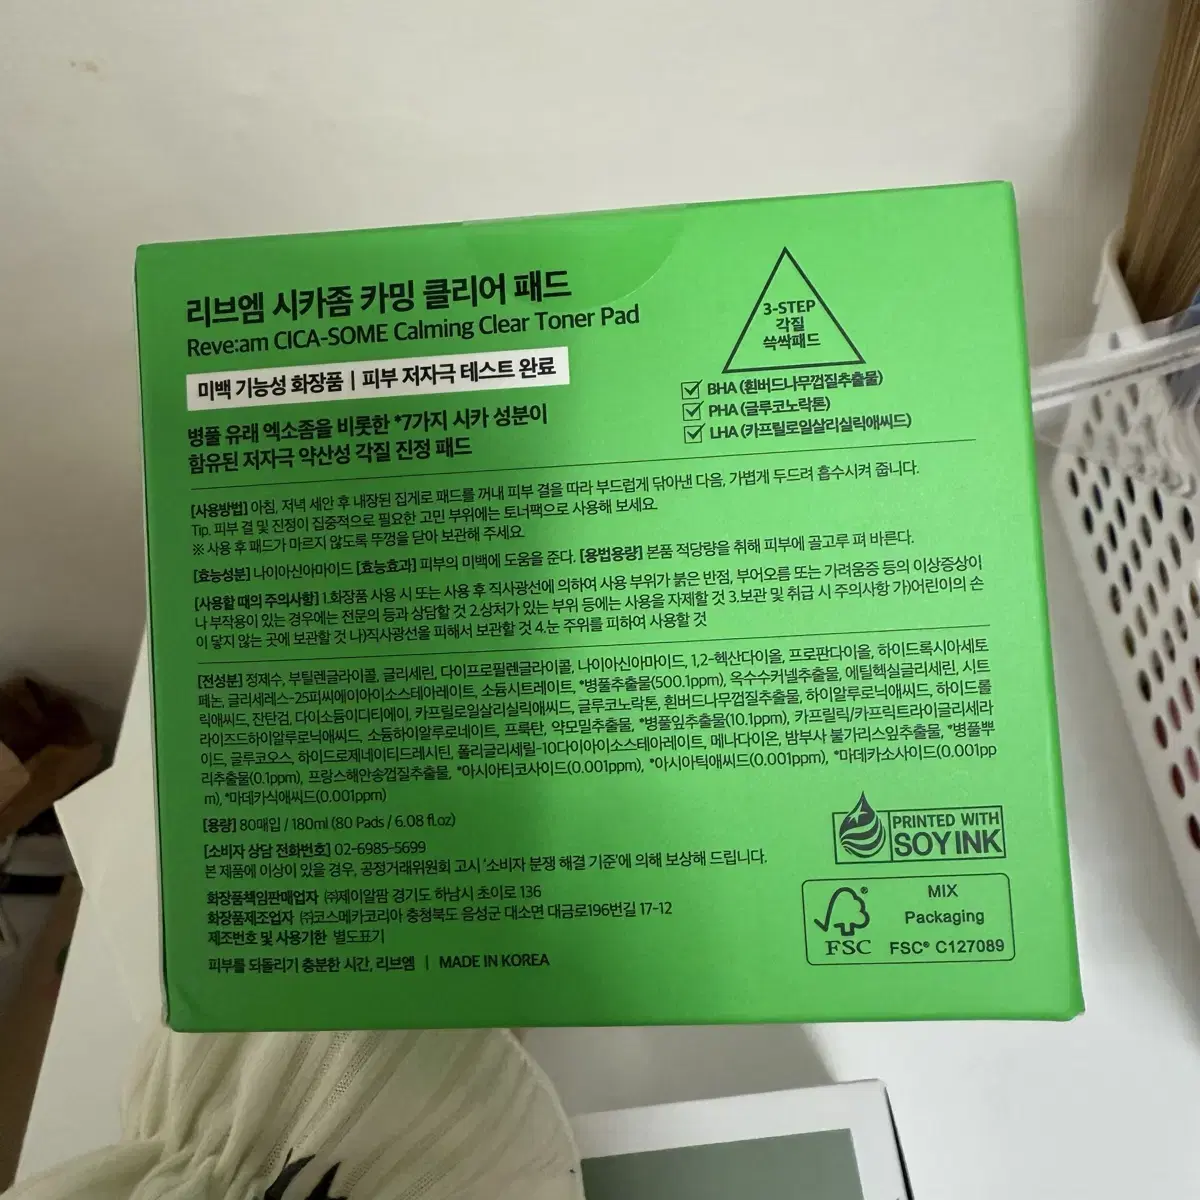 리브엠 시카좀 카밍 클리어 패드
Reve:am CICA-SOME Calming Clear Toner Pad
미백 기능성 화장품 | 피부 저자극 테스트 완료
병풀 유래 엑소좀을 비롯한 *7가지 시카 성분이
함유된 저자극 약산성 각질 진정 패드
3-STEP
각질
쓱싹패드
BHA (흰버드나무껍질추출물)
PHA (글루코노락톤)
LHA (카프릴로일살리실릭애씨드)
[사용방법] 아침, 저녁 세안 후 내장된 집게로 패드를 꺼내 피부 결을 따라 부드럽게 닦아낸 다음, 가볍게 두드려 흡수시켜 줍니다.
Tip. 피부 결 및 진정이 집중적으로 필요한 고민 부위에는 토너팩으로 사용해 보세요.
※ 사용 후 패드가 마르지 않도록 뚜껑을 닫아 보관해 주세요.
[효능성분] 나이아신아마이드 [효능효과] 피부의 미백에 도움을 준다. [용법용량] 본품 적당량을 취해 피부에 골고루 펴 바른다.
[사용할 때의 주의사항] 1.화장품 사용 시 또는 사용 후 직사광선에 의하여 사용 부위가 붉은 반점, 부어오름 또는 가려움증 등의 이상증상이
나 부작용이 있는 경우에는 전문의 등과 상담할 것 2.상처가 있는 부위 등에는 사용을 자제할 것 3.보관 및 취급 시 주의사항 가)어린이의 손
이 닿지 않는 곳에 보관할 것 나)직사광선을 피해서 보관할 것 4.눈 주위를 피하여 사용할 것
[전성분] 정제수, 부틸렌글라이콜, 글리세린, 다이프로필렌글라이콜, 나이아신아마이드, 1,2-헥산다이올, 프로판다이올, 하이드록시아세토
페논, 글리세레스-25피씨에이아이소스테아레이트, 소듐시트레이트, *병풀추출물(500.1ppm), 옥수수커넬추출물, 에틸헥실글리세린, 시트
릭애씨드, 잔탄검, 다이소듐이디티에이, 카프릴로일살리실릭애씨드, 글루코노락톤, 흰버드나무껍질추출물, 하이알루로닉애씨드, 하이드롤
라이즈드하이알루로닉애씨드, 소듐하이알루로네이트, 프룩탄, 약모밀추출물, *병풀잎추출물(10.1ppm), 카프릴릭/카프릭트라이글리세라
이드, 글루코오스, 하이드로제네이티드레시틴, 폴리글리세릴-10다이아이소스테아레이트, 메나다이온, 밤부사 불가리스잎추출물, *병풀뿌
리추출물(0.1ppm), 프랑스해안송껍질추출물, *아시아티코사이드(0.001ppm), *아시아틱애씨드(0.001ppm), *마데카소사이드(0.001pp
m), *마데카식애씨드(0.001ppm)
[용량] 80매입 / 180ml (80 Pads / 6.08 fl.oz)
[소비자 상담 전화번호] 02-6985-5699
본 제품에 이상이 있을 경우, 공정거래위원회 고시 '소비자 분쟁 해결 기준'에 의해 보상해 드립니다.
화장품책임판매업자 ㈜제이알팜 경기도 하남시 초이로 136
화장품제조업자 ㈜코스메카코리아 충청북도 음성군 대소면 대금로196번길 17-12
제조번호 및 사용기한 별도표기
피부를 되돌리기 충분한 시간, 리브엠 | MADE IN KOREA
PRINTED WITH
SOY INK
FSC
MIX
Packaging
FSC® C127089